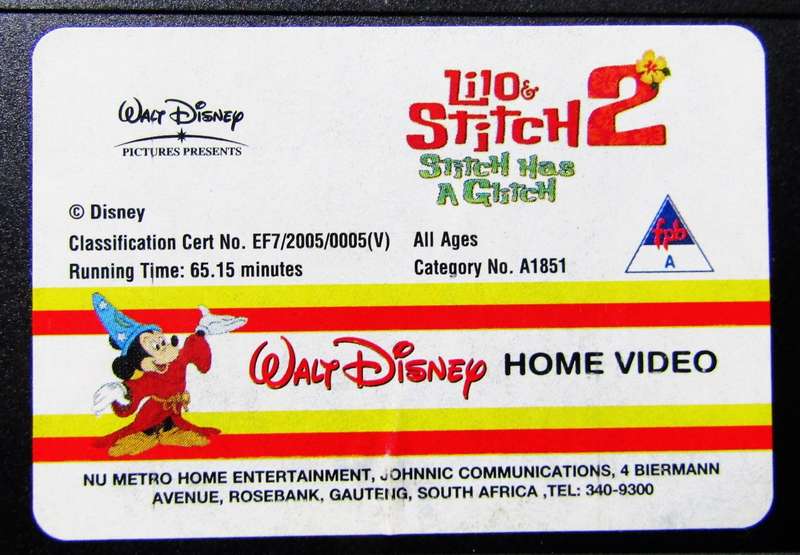 WALT DISNEY
PICTURES PRESENTS
LILO &
STITCH 2
STITCH HAS
A GLITCH
© Disney
Classification Cert No. EF7/2005/0005(V) All Ages
Running Time: 65.15 minutes Category No. A1851
fpb
A
WALT DISNEY HOME VIDEO
NU METRO HOME ENTERTAINMENT, JOHNNIC COMMUNICATIONS, 4 BIERMANN
AVENUE, ROSEBANK, GAUTENG, SOUTH AFRICA ,TEL: 340-9300